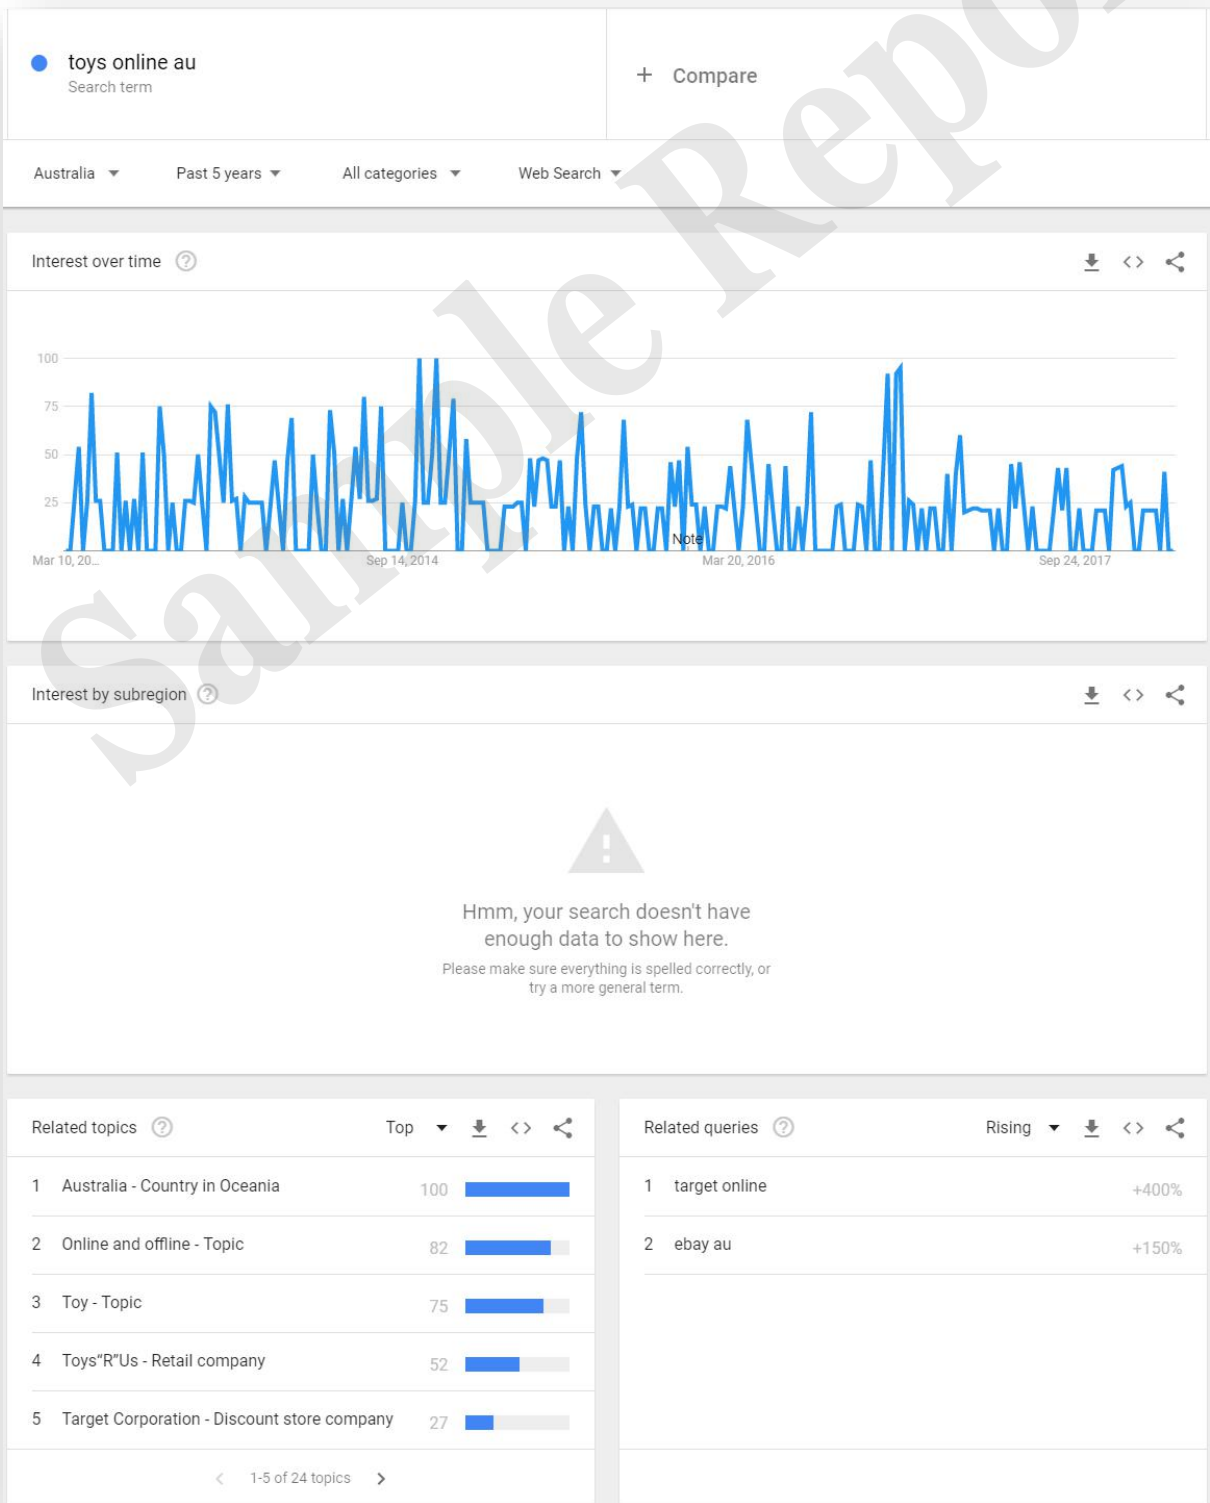 toys online au
Search term
+ Compare
Australia
Past 5 years
All categories
Web Search
Interest over time
100
75
50
25
Note
Mar 10, 20...
Sep 14, 2014
Mar 20, 2016
Sep 24, 2017
Interest by subregion
Hmm, your search doesn't have
enough data to show here.
Please make sure everything is spelled correctly, or
try a more general term.
Related topics
Top
1 Australia - Country in Oceania 100
2 Online and offline - Topic 82
3 Toy - Topic 75
4 Toys“R”Us - Retail company 52
5 Target Corporation - Discount store company 27
1-5 of 24 topics
Related queries
Rising
1 target online +400%
2 ebay au +150%
Sample Repo